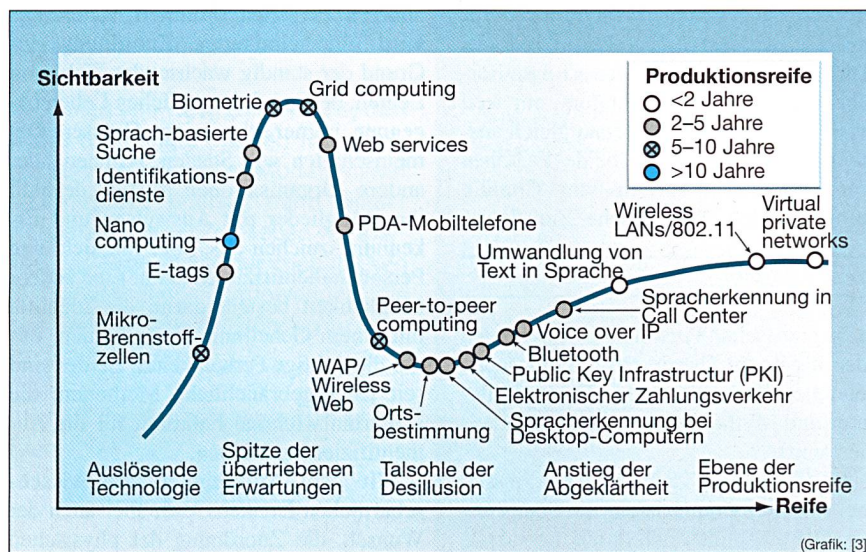 Sichtbarkeit
Biometrie
Grid computing
Sprach-basierte
Suche
Identifikations-
dienste
Web services
Nano
computing
E-tags
PDA-Mobiltelefone
Mikro-
Brennstoff-
zellen
Peer-to-peer
computing
WAP/
Wireless
Web
Orts-
bestimmung
Umwandlung von
Text in Sprache
Wireless
LANs/802.11
Virtual
private
networks
Spracherkennung in
Call Center
Voice over IP
Bluetooth
Public Key Infrastructur (PKI)
Elektronischer Zahlungsverkehr
Spracherkennung bei
Desktop-Computern
Produktionsreife
<2 Jahre
2–5 Jahre
5–10 Jahre
>10 Jahre
Auslösende
Technologie
Spitze der
übertriebenen
Erwartungen
Talsohle der
Desillusion
Anstieg der
Abgeklärtheit
Ebene der
Produktionsreife
Reife
(Grafik: [3])